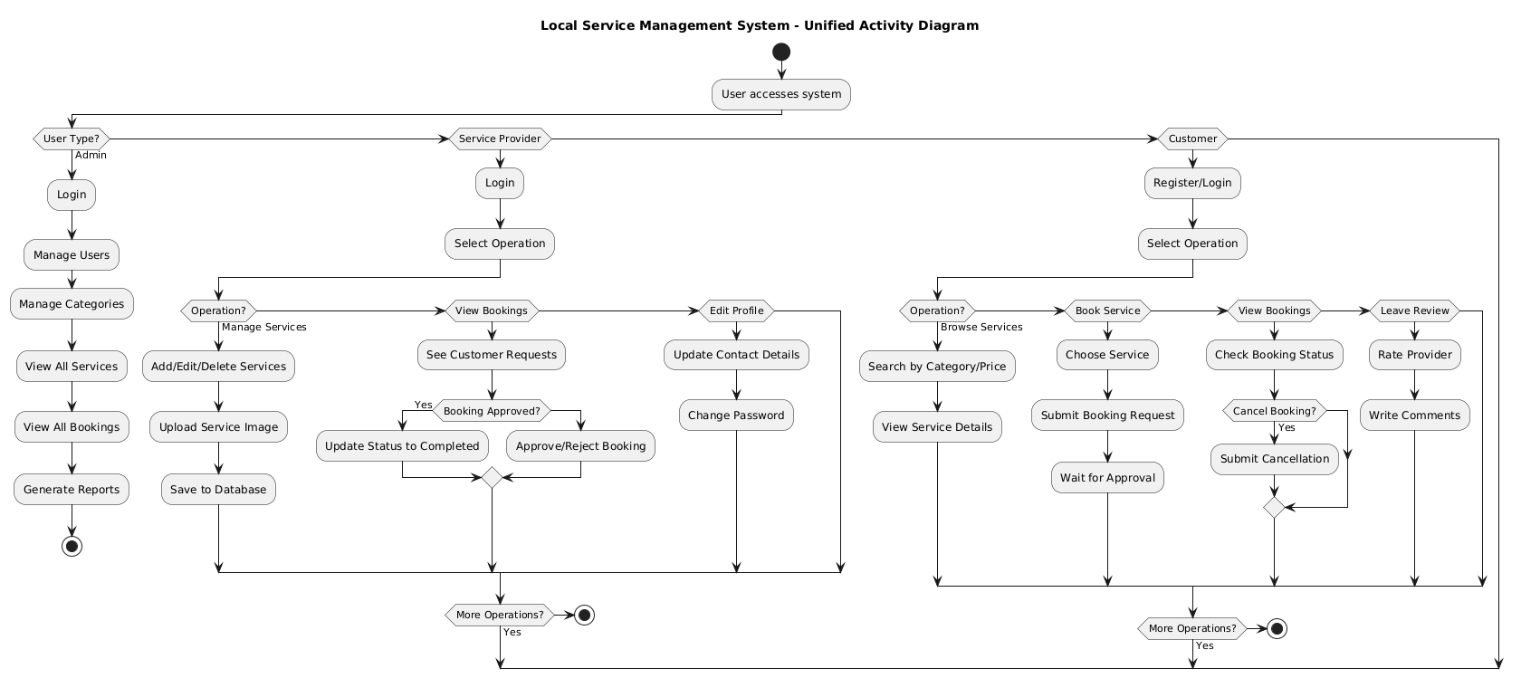 Local Service Management System - Unified Activity Diagram
User accesses system
User Type?
Admin
Login
Manage Users
Manage Categories
View All Services
View All Bookings
Generate Reports
Service Provider
Login
Select Operation
Operation?
Manage Services
Add/Edit/Delete Services
Upload Service Image
Save to Database
View Bookings
See Customer Requests
Booking Approved?
Yes
Update Status to Completed
Approve/Reject Booking
Edit Profile
Update Contact Details
Change Password
More Operations?
Yes
Customer
Register/Login
Select Operation
Operation?
Browse Services
Search by Category/Price
View Service Details
Book Service
Choose Service
Submit Booking Request
Wait for Approval
View Bookings
Check Booking Status
Cancel Booking?
Yes
Submit Cancellation
Leave Review
Rate Provider
Write Comments
More Operations?
Yes